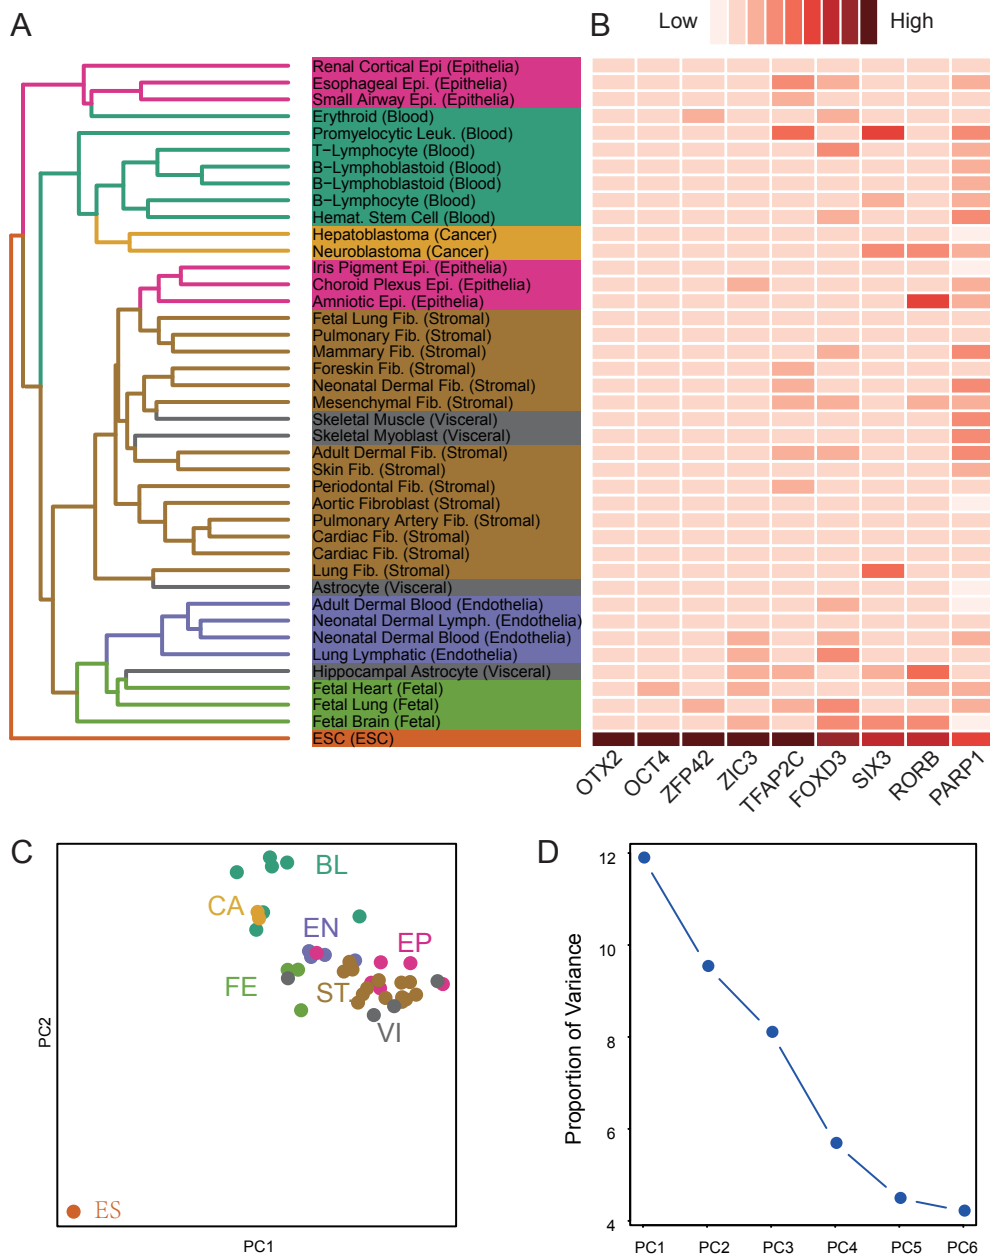 A
B
Low
High
Renal Cortical Epi (Epithelia)
Esophageal Epi. (Epithelia)
Small Airway Epi. (Epithelia)
Erythroid (Blood)
Promyelocytic Leuk. (Blood)
T−Lymphocyte (Blood)
B−Lymphoblastoid (Blood)
B−Lymphoblastoid (Blood)
B−Lymphocyte (Blood)
Hemat. Stem Cell (Blood)
Hepatoblastoma (Cancer)
Neuroblastoma (Cancer)
Iris Pigment Epi. (Epithelia)
Choroid Plexus Epi. (Epithelia)
Amniotic Epi. (Epithelia)
Fetal Lung Fib. (Stromal)
Pulmonary Fib. (Stromal)
Mammary Fib. (Stromal)
Foreskin Fib. (Stromal)
Neonatal Dermal Fib. (Stromal)
Mesenchymal Fib. (Stromal)
Skeletal Muscle (Visceral)
Skeletal Myoblast (Visceral)
Adult Dermal Fib. (Stromal)
Skin Fib. (Stromal)
Periodontal Fib. (Stromal)
Aortic Fibroblast (Stromal)
Pulmonary Artery Fib. (Stromal)
Cardiac Fib. (Stromal)
Cardiac Fib. (Stromal)
Lung Fib. (Stromal)
Astrocyte (Visceral)
Adult Dermal Blood (Endothelia)
Neonatal Dermal Lymph. (Endothelia)
Neonatal Dermal Blood (Endothelia)
Lung Lymphatic (Endothelia)
Hippocampal Astrocyte (Visceral)
Fetal Heart (Fetal)
Fetal Lung (Fetal)
Fetal Brain (Fetal)
ESC (ESC)
OTX2
OCT4
ZFP42
ZIC3
TFAP2C
FOXD3
SIX3
RORB
PARP1
C
BL
CA
EN
EP
FE
ST
VI
ES
PC2
PC1
D
Proportion of Variance
12
10
8
6
4
PC1
PC2
PC3
PC4
PC5
PC6